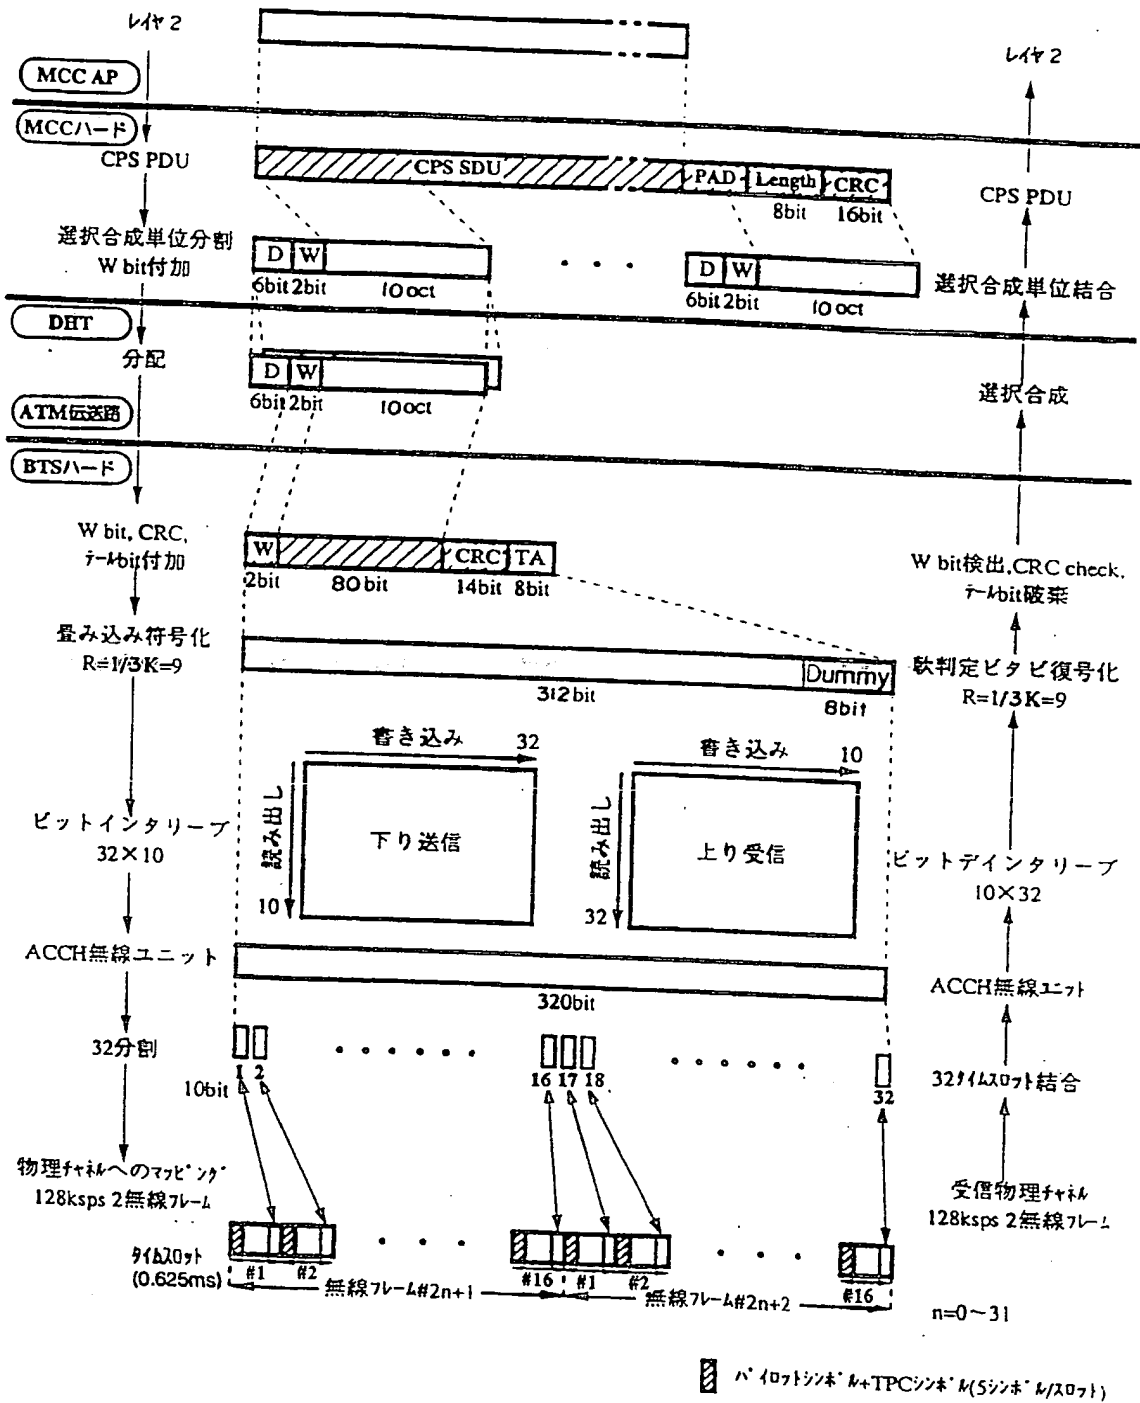 レイヤ2
レイヤ2
MCC AP
MCCハード
CPS PDU
CPS SDU
PAD
Length
CRC
8bit
16bit
CPS PDU
選択合成単位分割
W bit付加
D
W
6bit
2bit
10oct
D
W
6bit
2bit
10oct
選択合成単位結合
DHT
分配
D
W
6bit
2bit
10oct
選択合成
ATM伝送路
BTSハード
W bit, CRC,
テールbit付加
W
CRC
TA
2bit
80bit
14bit
8bit
W bit検出,CRC check,
テールbit破棄
畳み込み符号化
R=1/3 K=9
Dummy
312bit
8bit
軟判定ビタビ復号化
R=1/3 K=9
書き込み
32
読み出し
10
下り送信
書き込み
10
読み出し
32
上り受信
ビットインタリーブ
32×10
ビットデインタリーブ
10×32
ACCH無線ユニット
320bit
ACCH無線ユニット
32分割
10bit
1
2
16
17
18
32
32タイムスロット結合
物理チャネルへのマッピング
128ksps 2無線フレーム
受信物理チャネル
128ksps 2無線フレーム
タイムスロット
(0.625ms)
#1
#2
#16
#1
#2
#16
無線フレーム#2n+1
無線フレーム#2n+2
n=0〜31
パイロットシンボル+TPCシンボル(5シンボル/スロット)